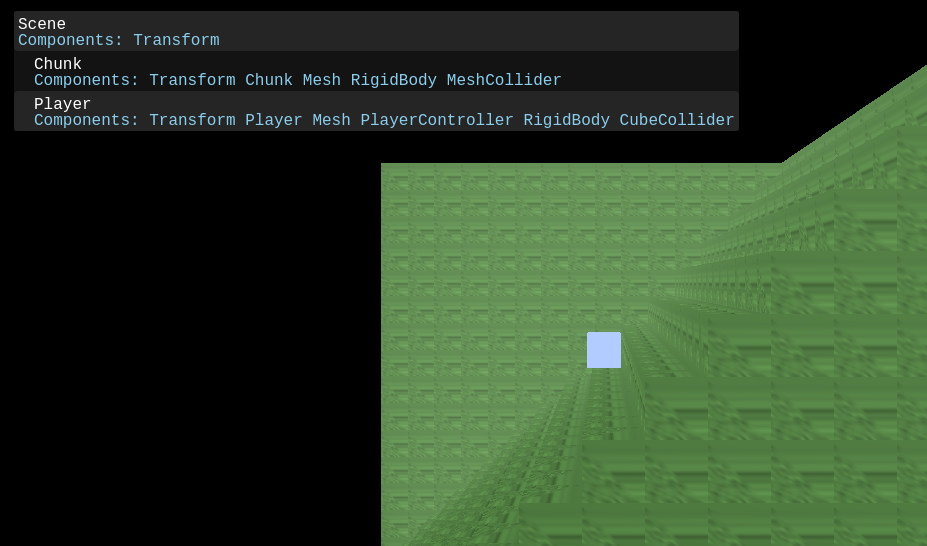 Scene
Components: Transform
Chunk
Components: Transform Chunk Mesh RigidBody MeshCollider
Player
Components: Transform Player Mesh PlayerController RigidBody CubeCollider